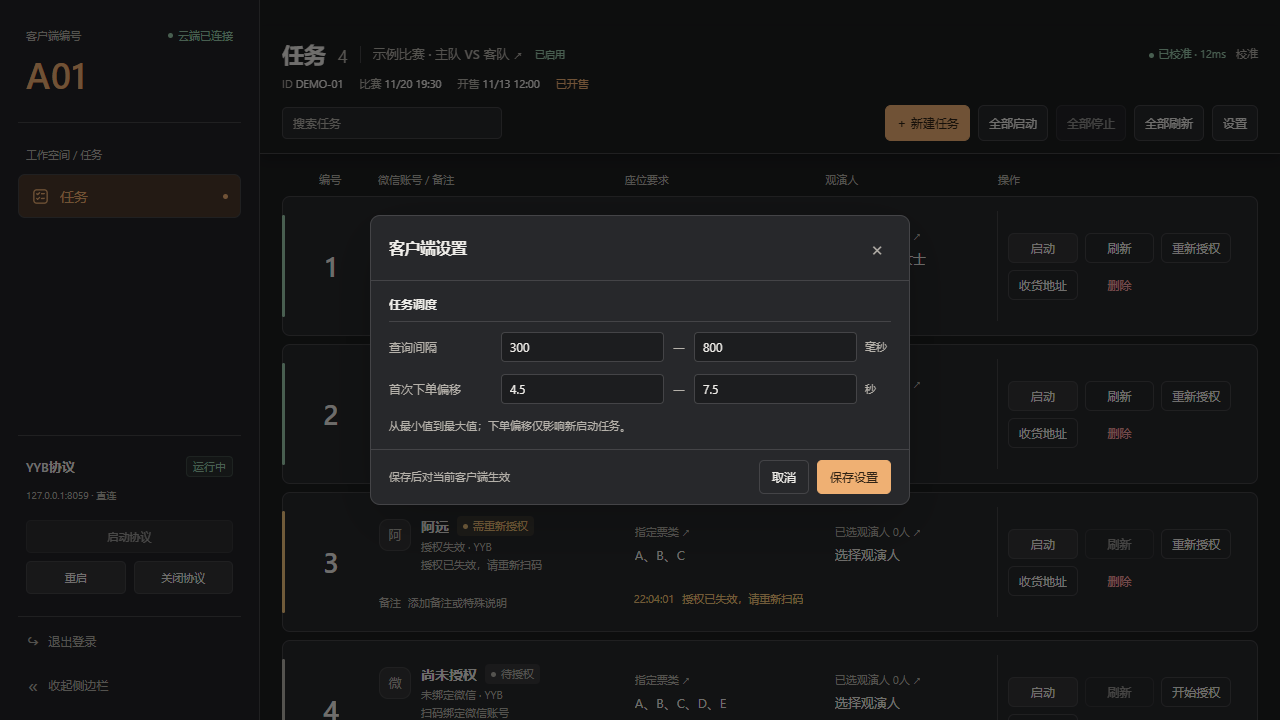 客户端编号
云端已连接
A01
工作空间 / 任务
任务
YYB协议
运行中
127.0.0.1:8059 · 直连
启动协议
重启
关闭协议
退出登录
收起侧边栏
任务 4
示例比赛 · 主队 VS 客队 ↗
已启用
已校准 · 12ms
校准
ID DEMO-01
比赛 11/20 19:30
开售 11/13 12:00
已开售
搜索任务
+ 新建任务
全部启动
全部停止
全部刷新
设置
编号
微信账号 / 备注
座位要求
观演人
操作
1
启动
刷新
重新授权
收货地址
删除
2
启动
刷新
重新授权
收货地址
删除
客户端设置
×
任务调度
查询间隔
300 — 800 毫秒
首次下单偏移
4.5 — 7.5 秒
从最小值到最大值；下单偏移仅影响新启动任务。
保存后对当前客户端生效
取消
保存设置
3
阿
阿远
需重新授权
授权失效 · YYB
授权已失效，请重新扫码
备注 添加备注或特殊说明
指定票类 ↗
A、B、C
22:04:01 授权已失效，请重新扫码
已选观演人 0人 ↗
选择观演人
启动
刷新
重新授权
收货地址
删除
4
微
尚未授权
待授权
未绑定微信 · YYB
扫码绑定微信账号
指定票类 ↗
A、B、C、D、E
已选观演人 0人 ↗
选择观演人
启动
刷新
开始授权